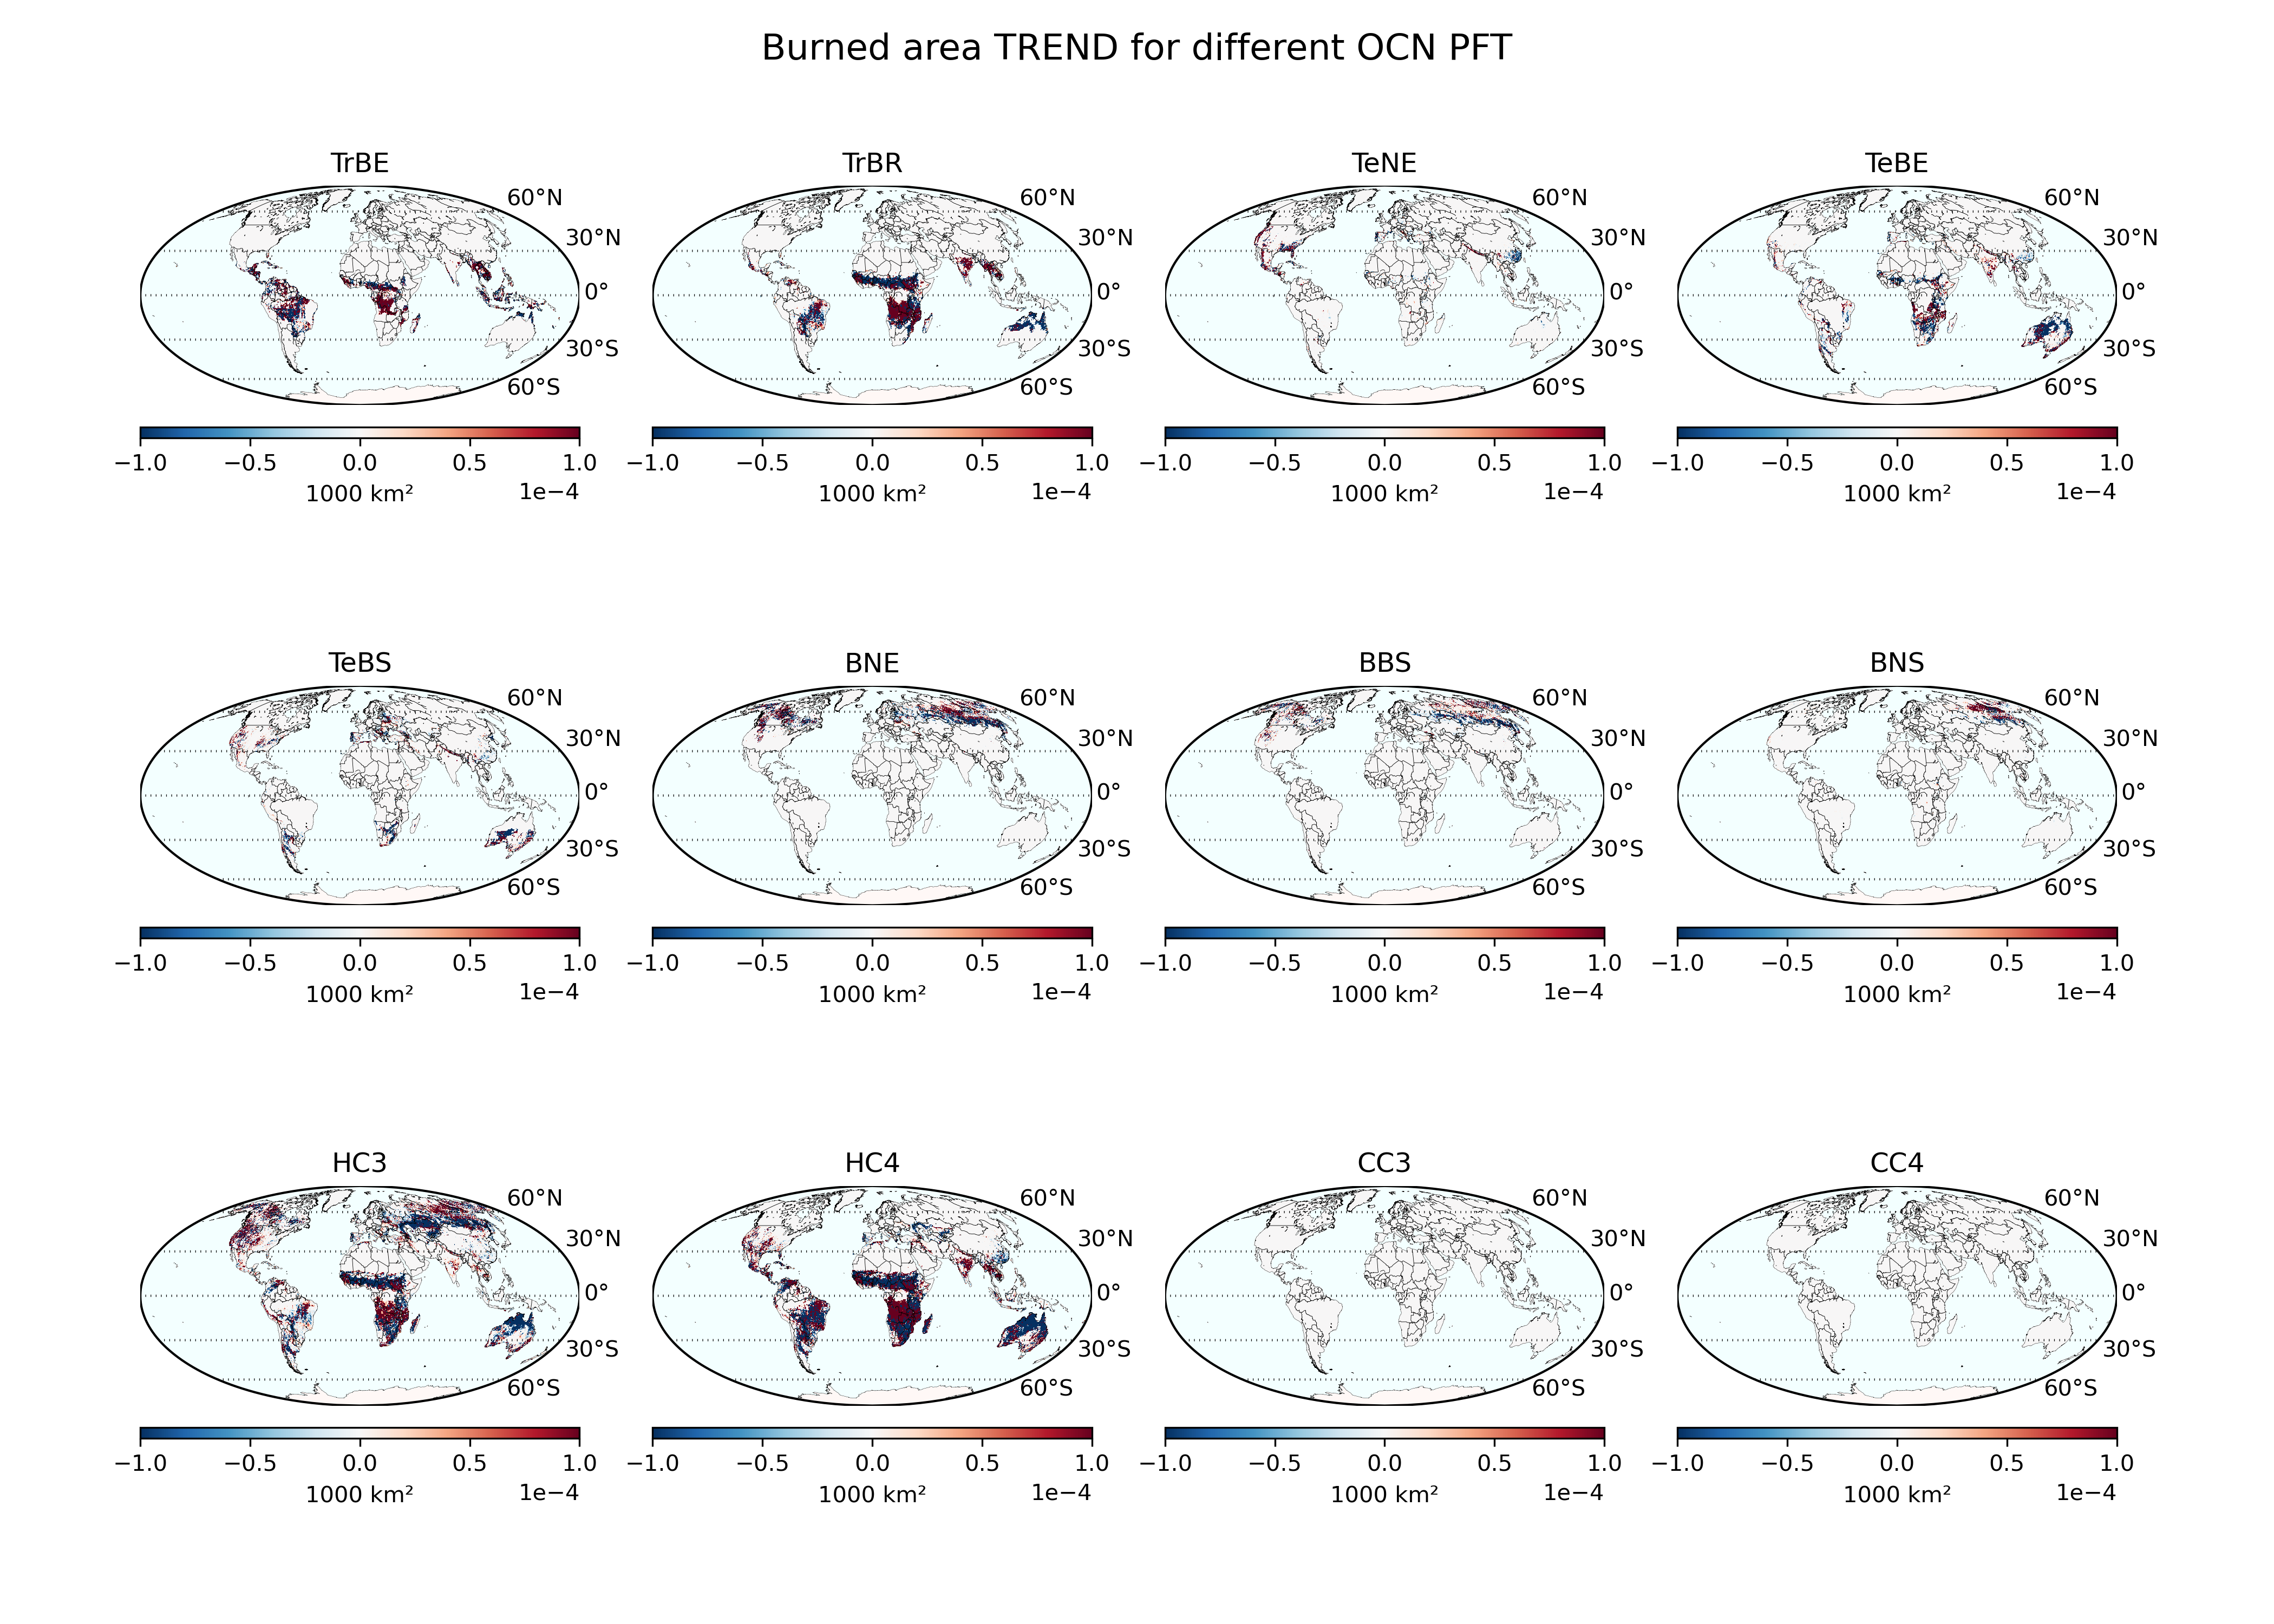 Burned area TREND for different OCN PFT
TrBE TrBR TeNE TeBE
60°N 60°N 60°N 60°N
30°N 30°N 30°N 30°N
0° 0° 0° 0°
30°S 30°S 30°S 30°S
60°S 60°S 60°S 60°S
−1.0 −0.5 0.0 0.5 1.0 −1.0 −0.5 0.0 0.5 1.0 −1.0 −0.5 0.0 0.5 1.0 −1.0 −0.5 0.0 0.5 1.0
1000 km² 1e−4 1000 km² 1e−4 1000 km² 1e−4 1000 km² 1e−4
TeBS BNE BBS BNS
60°N 60°N 60°N 60°N
30°N 30°N 30°N 30°N
0° 0° 0° 0°
30°S 30°S 30°S 30°S
60°S 60°S 60°S 60°S
−1.0 −0.5 0.0 0.5 1.0 −1.0 −0.5 0.0 0.5 1.0 −1.0 −0.5 0.0 0.5 1.0 −1.0 −0.5 0.0 0.5 1.0
1000 km² 1e−4 1000 km² 1e−4 1000 km² 1e−4 1000 km² 1e−4
HC3 HC4 CC3 CC4
60°N 60°N 60°N 60°N
30°N 30°N 30°N 30°N
0° 0° 0° 0°
30°S 30°S 30°S 30°S
60°S 60°S 60°S 60°S
−1.0 −0.5 0.0 0.5 1.0 −1.0 −0.5 0.0 0.5 1.0 −1.0 −0.5 0.0 0.5 1.0 −1.0 −0.5 0.0 0.5 1.0
1000 km² 1e−4 1000 km² 1e−4 1000 km² 1e−4 1000 km² 1e−4